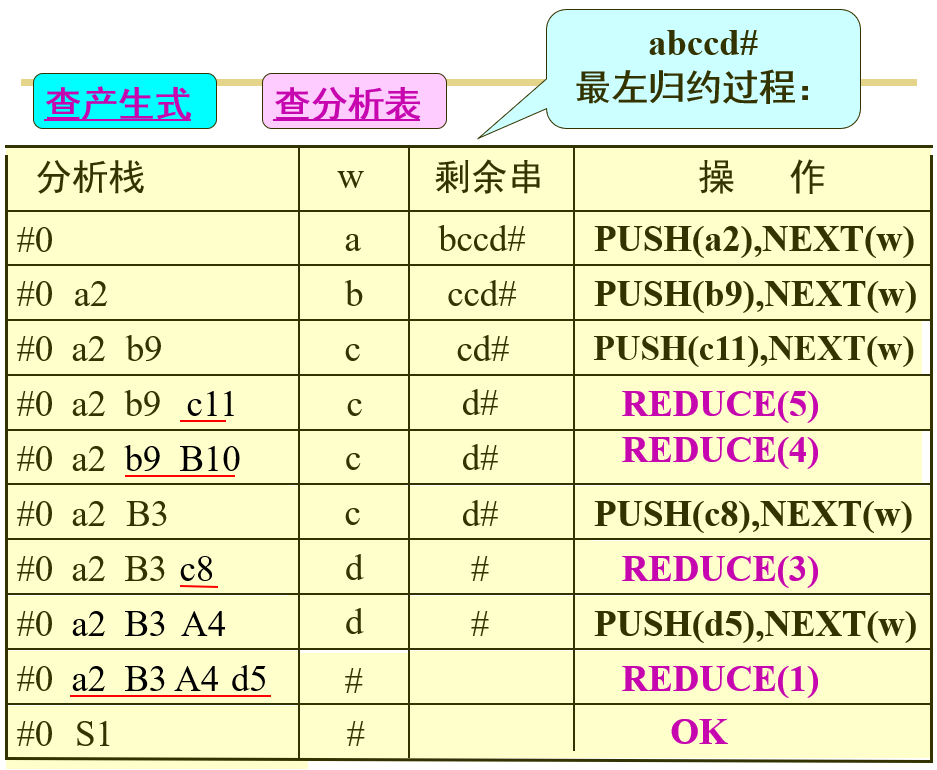 abccd#
最左归约过程：
查产生式 查分析表
分析栈 w 剩余串 操 作
#0 a bccd# PUSH(a2),NEXT(w)
#0 a2 b ccd# PUSH(b9),NEXT(w)
#0 a2 b9 c cd# PUSH(c11),NEXT(w)
#0 a2 b9 c11 c d# REDUCE(5)
#0 a2 b9 B10 c d# REDUCE(4)
#0 a2 B3 c d# PUSH(c8),NEXT(w)
#0 a2 B3 c8 d # REDUCE(3)
#0 a2 B3 A4 d # PUSH(d5),NEXT(w)
#0 a2 B3 A4 d5 # REDUCE(1)
#0 S1 # OK